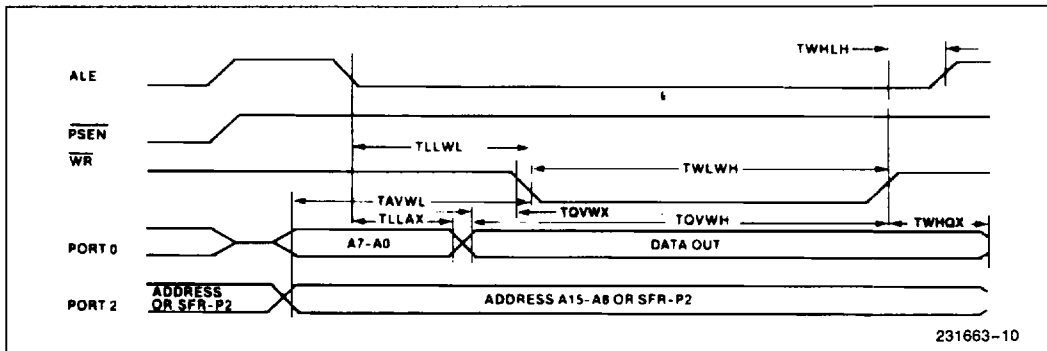 TWHLH
ALE
PSEN
TLLWL
WR
TWLWH
TAVWL
TQVWX
TLLAX
TQVWH
TWHQX
PORT 0
A7-A0
DATA OUT
ADDRESS
OR SFR-P2
PORT 2
ADDRESS A15-A8 OR SFR-P2
231663-10